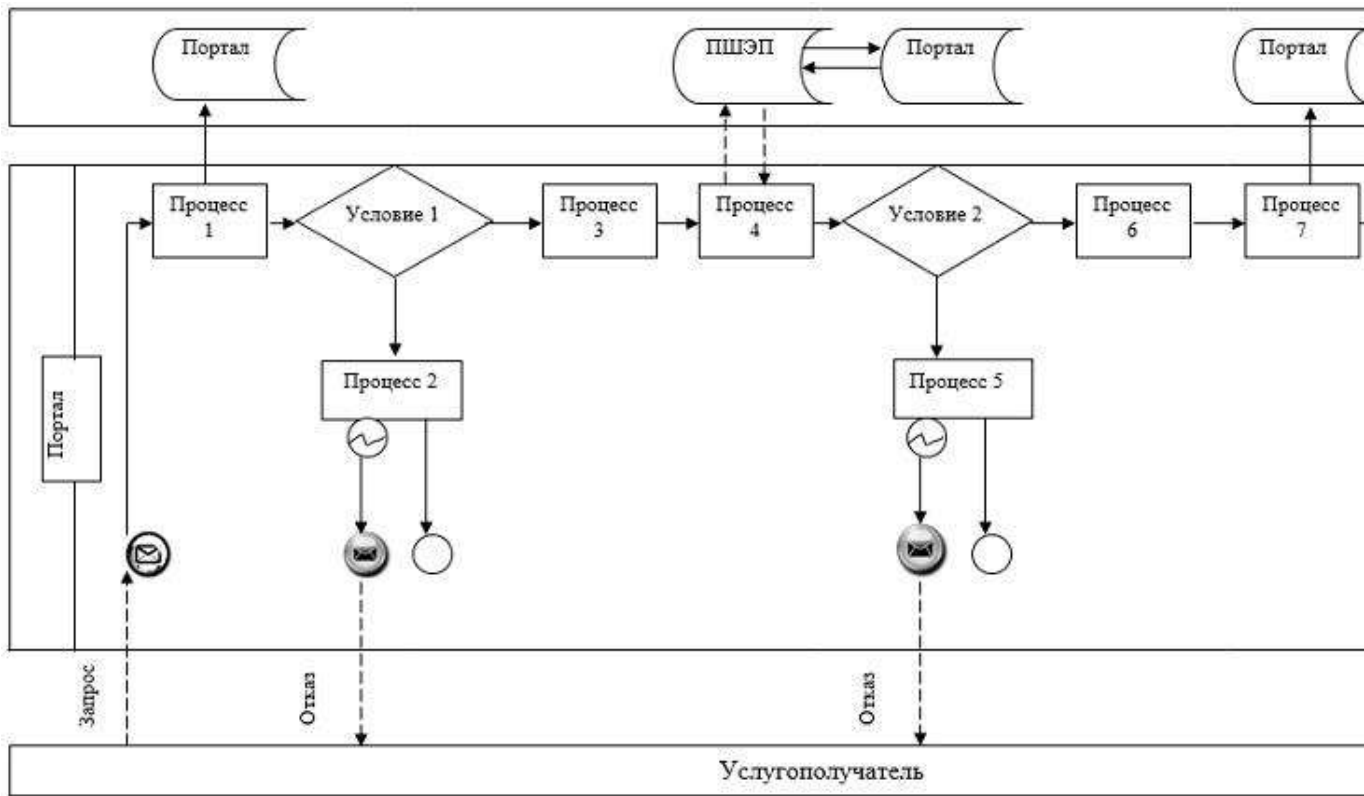 Портал
ПШЭП
Портал
Портал
Процесс
1
Условие 1
Процесс
3
Процесс
4
Условие 2
Процесс
6
Процесс
7
Процесс 2
Процесс 5
Портал
Запрос
Отказ
Отказ
Услугополучатель